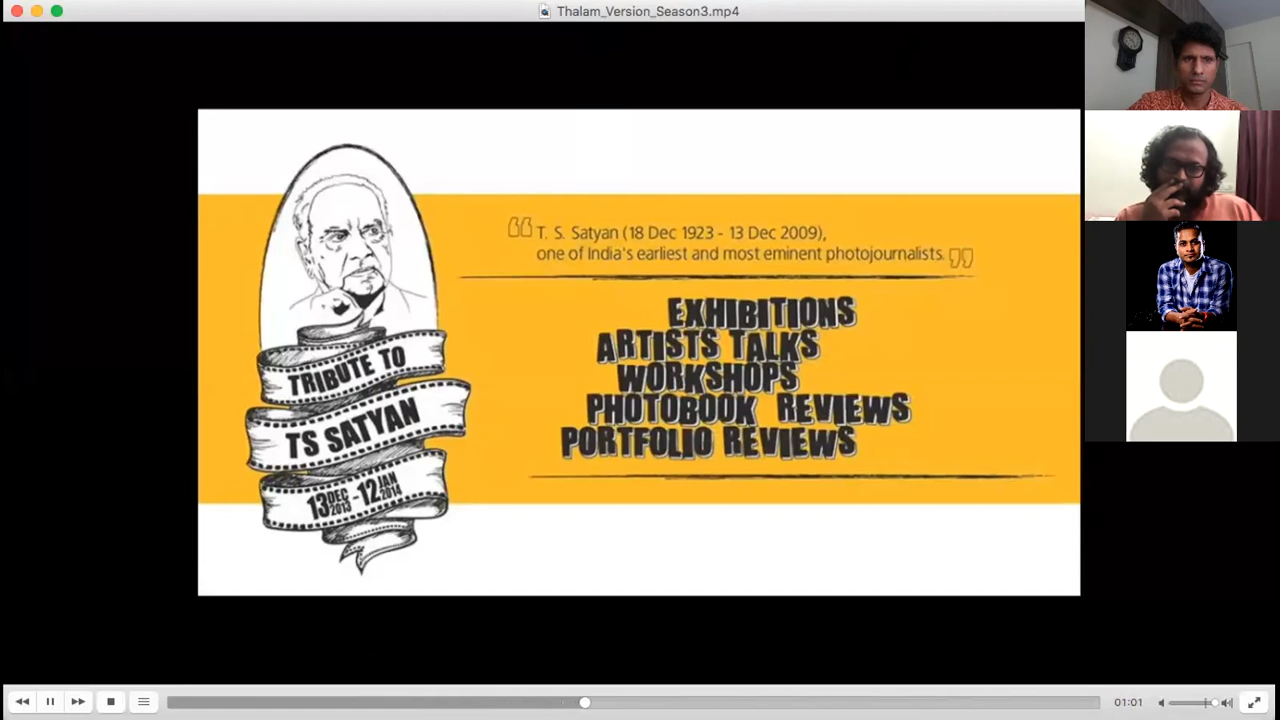 Thalam_Version_Season3.mp4
T. S. Satyan (18 Dec 1923 - 13 Dec 2009),
one of India's earliest and most eminent photojournalists.
EXHIBITIONS
ARTISTS TALKS
WORKSHOPS
PHOTOBOOK REVIEWS
PORTFOLIO REVIEWS
TRIBUTE TO
TS SATYAN
13 DEC 2013 - 12 JAN 2014
01:01